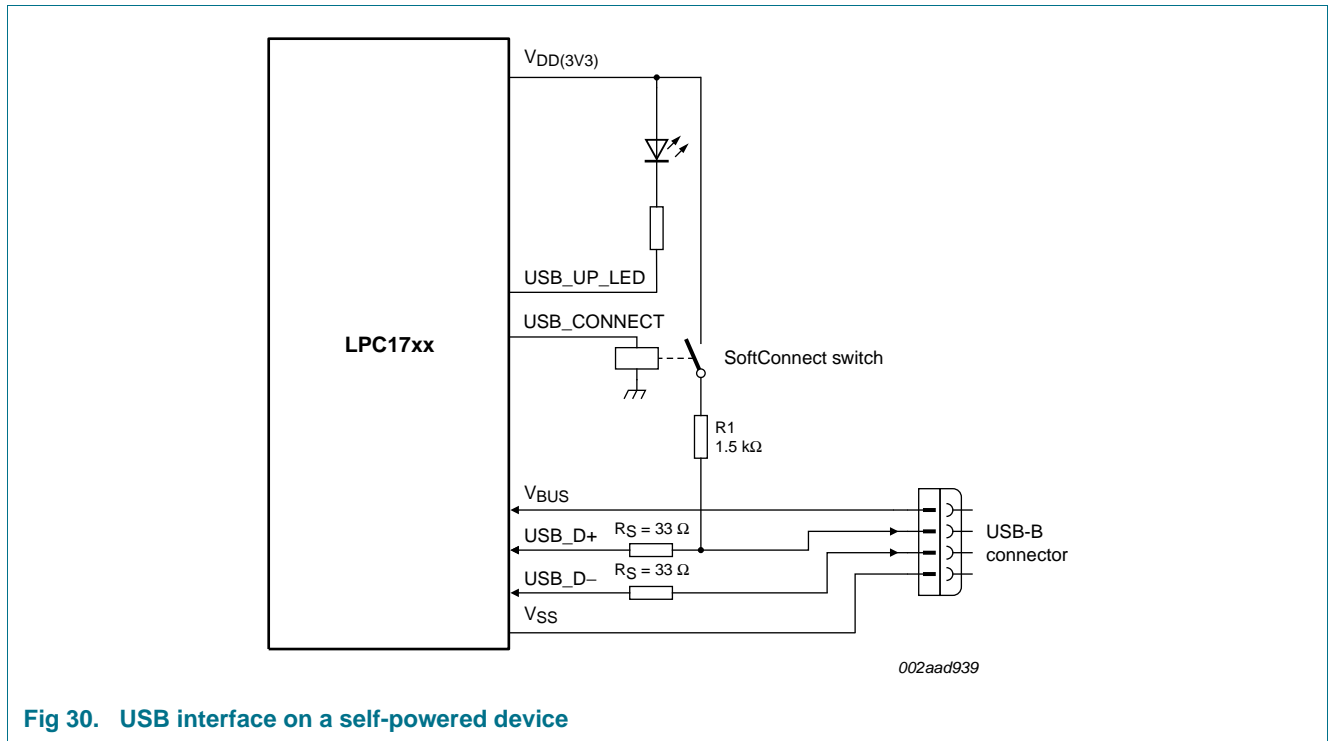 VDD(3V3)
USB_UP_LED
USB_CONNECT
LPC17xx
SoftConnect switch
R1
1.5 kΩ
VBUS
USB_D+
RS = 33 Ω
USB-B
connector
USB_D−
RS = 33 Ω
VSS
002aad939
Fig 30. USB interface on a self-powered device